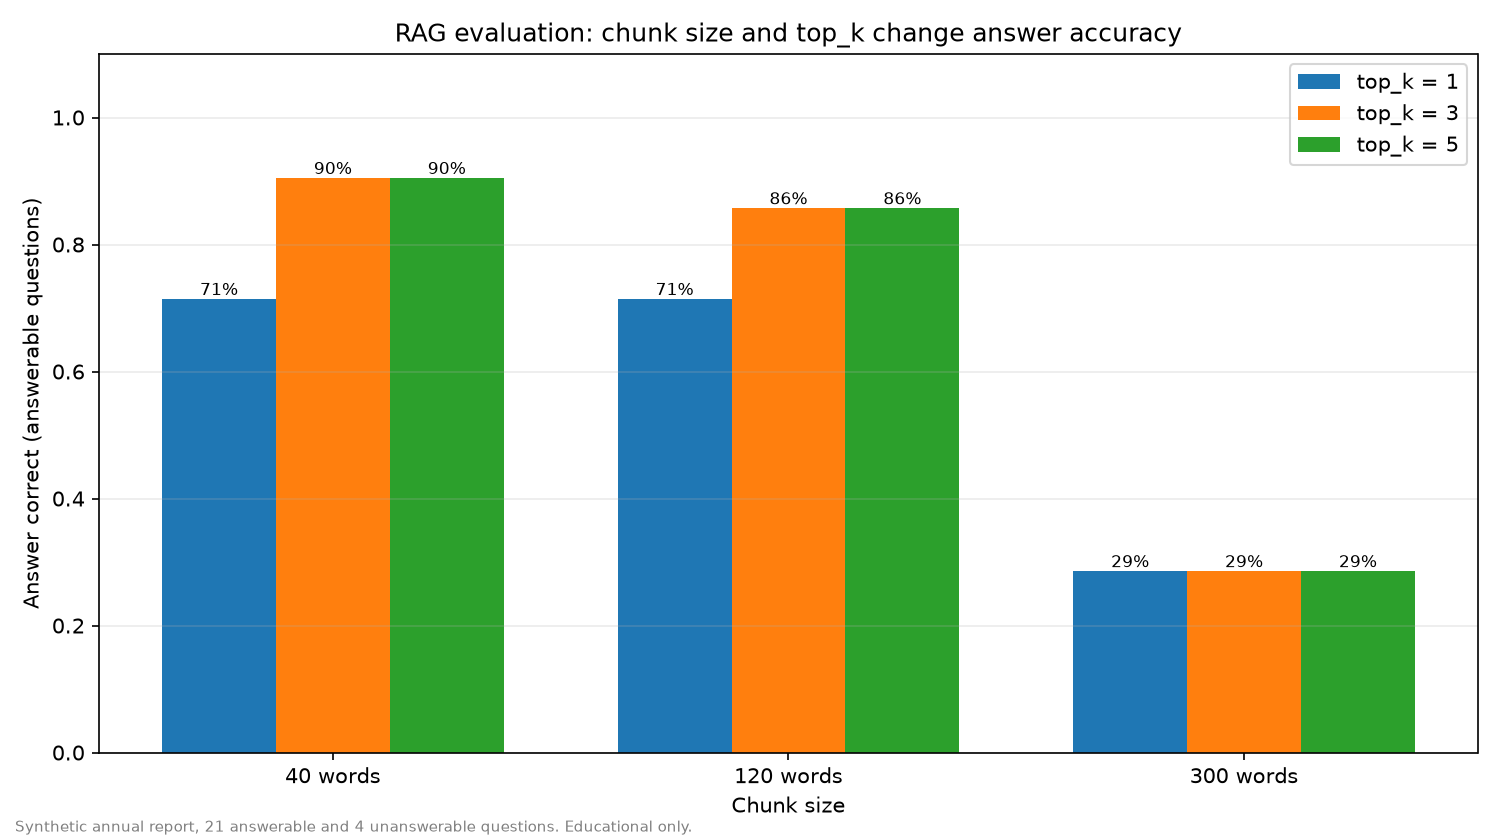 RAG evaluation: chunk size and top_k change answer accuracy
top_k = 1
top_k = 3
top_k = 5
Answer correct (answerable questions)
1.0
0.8
0.6
0.4
0.2
0.0
71%
90%
90%
71%
86%
86%
29%
29%
29%
40 words
120 words
300 words
Chunk size
Synthetic annual report, 21 answerable and 4 unanswerable questions. Educational only.